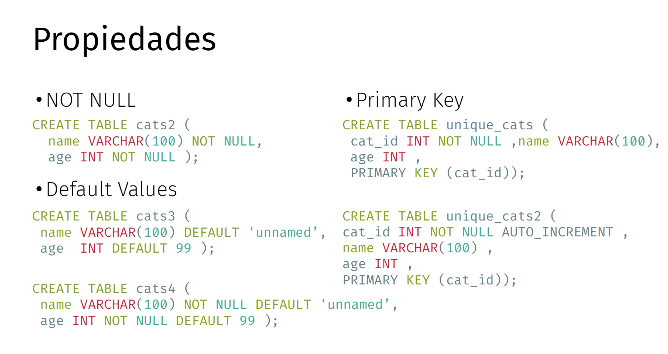 Propiedades
•NOT NULL
CREATE TABLE cats2 (
name VARCHAR(100) NOT NULL,
age INT NOT NULL );
•Default Values
CREATE TABLE cats3 (
name VARCHAR(100) DEFAULT 'unnamed’,
age INT DEFAULT 99 );
CREATE TABLE cats4 (
name VARCHAR(100) NOT NULL DEFAULT 'unnamed’,
age INT NOT NULL DEFAULT 99 );
•Primary Key
CREATE TABLE unique_cats (
cat_id INT NOT NULL ,name VARCHAR(100),
age INT ,
PRIMARY KEY (cat_id));
CREATE TABLE unique_cats2 (
cat_id INT NOT NULL AUTO_INCREMENT ,
name VARCHAR(100) ,
age INT ,
PRIMARY KEY (cat_id));